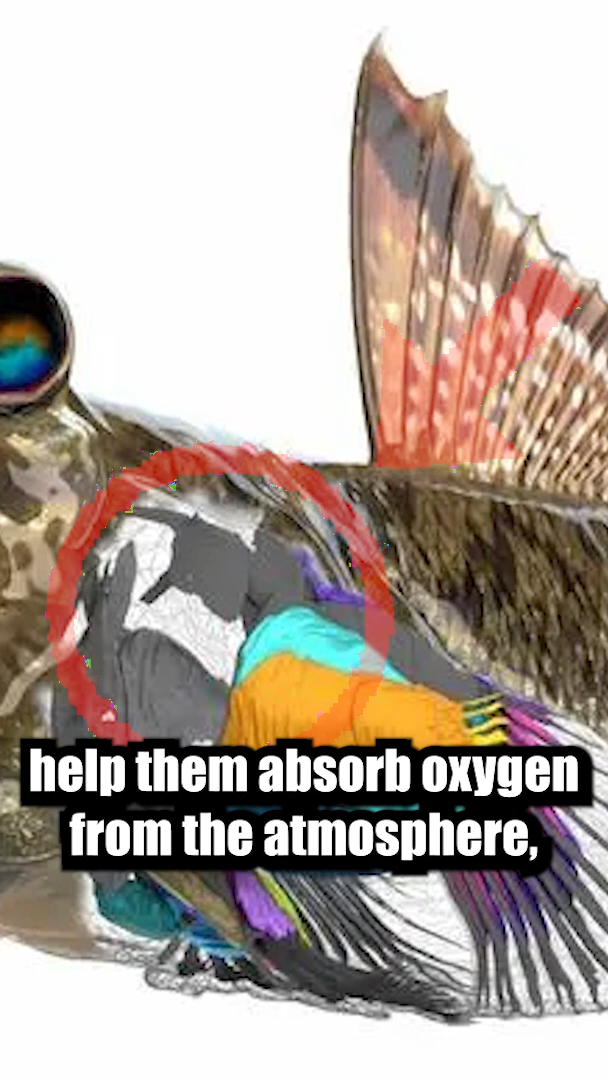 help them absorb oxygen
from the atmosphere,